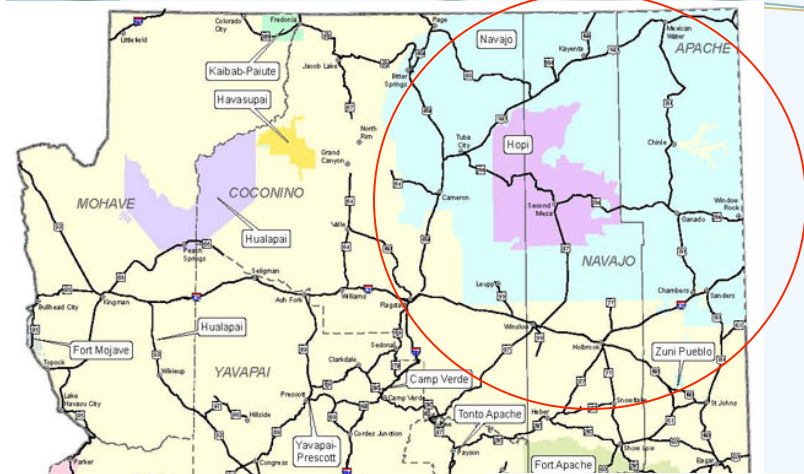 Colorado
City
Fredonia
Littlefield
Page
Navajo
Kayenta
Mexican
Water
APACHE
Kaibab-Paiute
Jacob Lake
Bitter
Springs
Havasupai
North
Rim
Grand
Canyon
Tuba
City
Hopi
Chinle
MOHAVE
COCONINO
Cameron
Second
Mesa
Window
Rock
Ganado
Hualapai
Valle
Peach
Springs
NAVAJO
Seligman
Leupp
Chambers
Sanders
Bullhead City
Kingman
Ash Fork
Williams
Flagstaff
Winslow
Holbrook
Hualapai
Fort Mojave
Topock
Wikieup
YAVAPAI
Clarkdale
Sedona
Zuni Pueblo
Camp Verde
Lake
Havasu City
Prescott
Camp Verde
Tonto Apache
Heber
Snowflake
St Johns
Hillside
Yavapai-
Prescott
Cordes Junction
Payson
Show Low
Parker
Congress
Fort Apache
Eagar